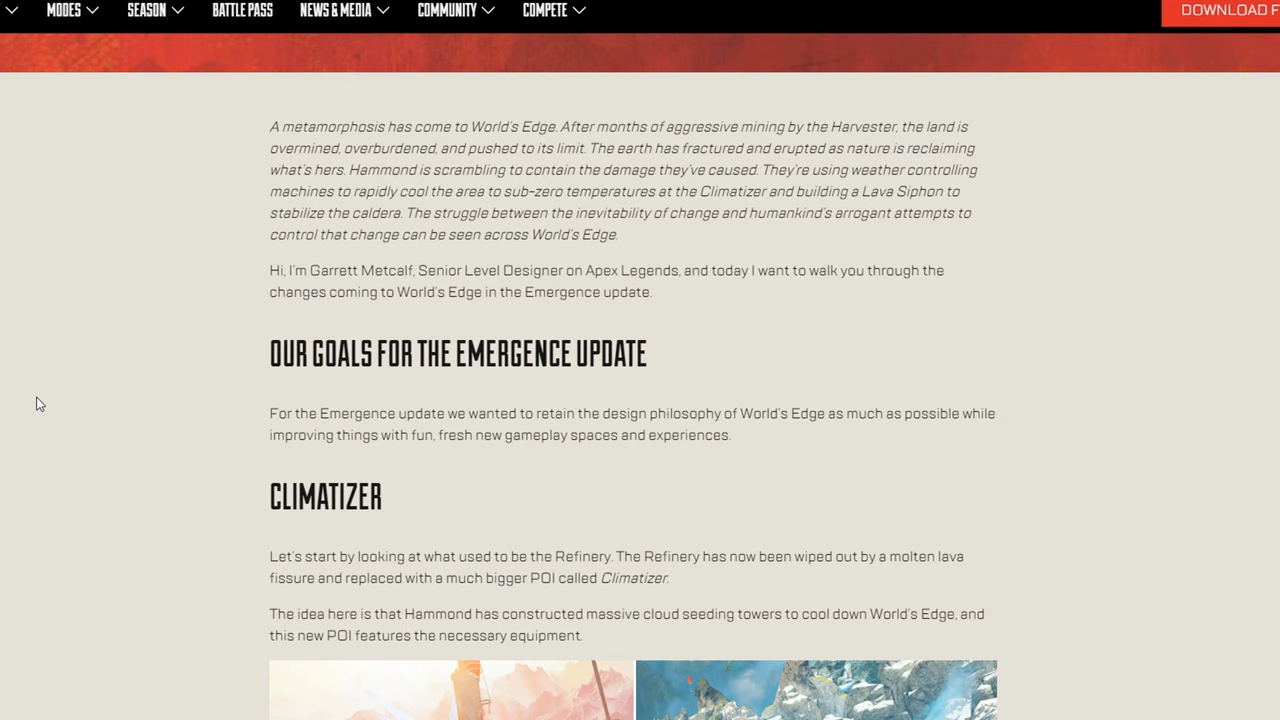 MODES SEASON BATTLE PASS NEWS & MEDIA COMMUNITY COMPETE DOWNLOAD F
A metamorphosis has come to World's Edge. After months of aggressive mining by the Harvester, the land is
overmined, overburdened, and pushed to its limit. The earth has fractured and erupted as nature is reclaiming
what's hers. Hammond is scrambling to contain the damage they've caused. They're using weather controlling
machines to rapidly cool the area to sub-zero temperatures at the Climatizer and building a Lava Siphon to
stabilize the caldera. The struggle between the inevitability of change and humankind's arrogant attempts to
control that change can be seen across World's Edge.
Hi, I'm Garrett Metcalf, Senior Level Designer on Apex Legends, and today I want to walk you through the
changes coming to World's Edge in the Emergence update.
OUR GOALS FOR THE EMERGENCE UPDATE
For the Emergence update we wanted to retain the design philosophy of World's Edge as much as possible while
improving things with fun, fresh new gameplay spaces and experiences.
CLIMATIZER
Let's start by looking at what used to be the Refinery. The Refinery has now been wiped out by a molten lava
fissure and replaced with a much bigger POI called Climatizer.
The idea here is that Hammond has constructed massive cloud seeding towers to cool down World's Edge, and
this new POI features the necessary equipment.